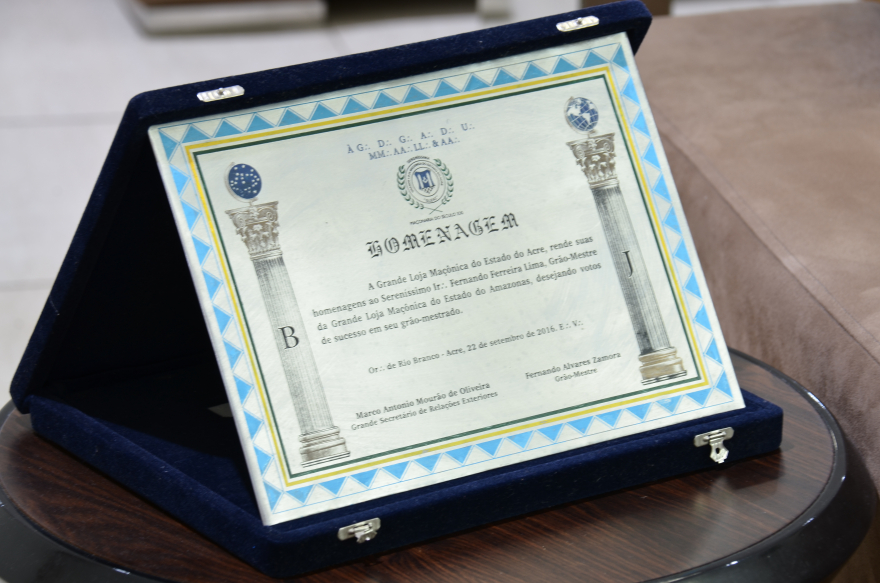 À G∴ D∴ G∴ A∴ D∴ U∴
MM∴ AA∴ LL∴ & AA∴
HOMENAGEM
A Grande Loja Maçônica do Estado do Acre, rende suas
homenagens ao Sereníssimo Ir∴ Fernando Ferreira Lima, Grão-Mestre
da Grande Loja Maçônica do Estado do Amazonas, desejando votos
de sucesso em seu grão-mestrado.
B
J
Or∴ de Rio Branco - Acre, 22 de setembro de 2016. E∴ V∴
Marco Antonio Mourão de Oliveira
Grande Secretário de Relações Exteriores
Fernando Alvares Zamora
Grão-Mestre